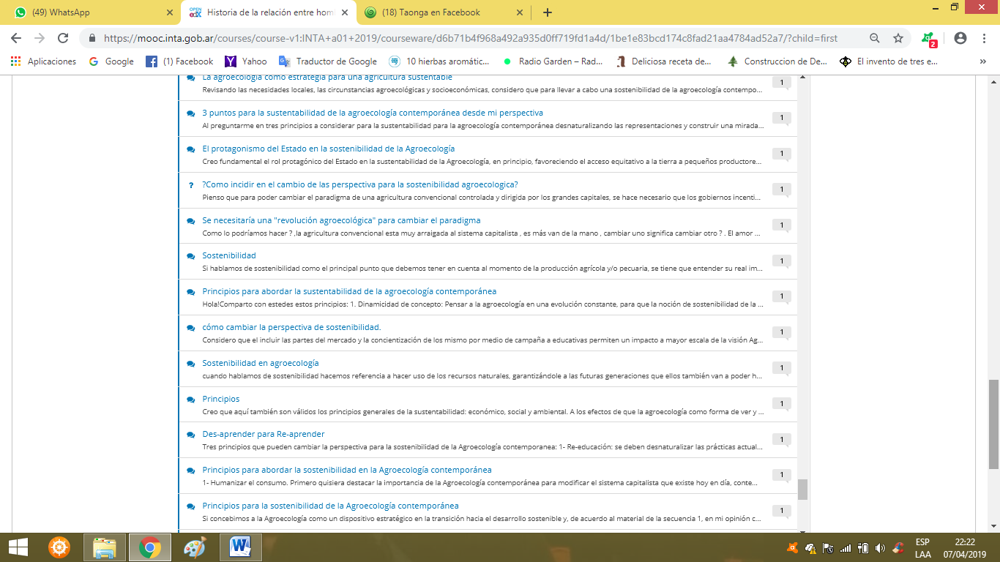 (49) WhatsApp
Historia de la relación entre hom
(18) Taonga en Facebook
https://mooc.inta.gob.ar/courses/course-v1:INTA+a01+2019/courseware/d6b71b4f968a492a935d0ff719fd1a4d/1be1e83bcd174c8fad21aa4784ad52a7/?child=first
2
Aplicaciones
Google
(1) Facebook
Yahoo
Traductor de Google
10 hierbas aromátic...
Radio Garden – Rad...
Deliciosa receta de...
Construccion de De...
El invento de tres e...
»
La agroecología como estrategia para una agricultura sustentable
1
Revisando las necesidades locales, las circunstancias agroecológicas y socioeconómicas, considero que para llevar a cabo una sostenibilidad de la agroecología contempo...
3 puntos para la sustentabilidad de la agroecología contemporánea desde mi perspectiva
1
Al preguntarme en tres principios a considerar para la sustentabilidad para la agroecología contemporánea desnaturalizando las representaciones y construir una mirada...
El protagonismo del Estado en la sostenibilidad de la Agroecología
1
Creo fundamental el rol protagónico del Estado en la sustentabilidad de la Agroecología, en principio, favoreciendo el acceso equitativo a la tierra a pequeños productore...
? ?Como incidir en el cambio de las perspectiva para la sostenibilidad agroecologica?
1
Pienso que para poder cambiar el paradigma de una agricultura convencional controlada y dirigida por los grandes capitales, se hace necesario que los gobiernos incenti...
Se necesitaría una "revolución agroecológica" para cambiar el paradigma
1
Como lo podríamos hacer ? ,la agricultura convencional esta muy arraigada al sistema capitalista , es más van de la mano , cambiar uno significa cambiar otro ? . El amor ...
Sostenibilidad
1
Si hablamos de sostenibilidad como el principal punto que debemos tener en cuenta al momento de la producción agrícola y/o pecuaria, se tiene que entender su real im...
Principios para abordar la sustentabilidad de la agroecología contemporánea
1
Hola!Comparto con estedes estos principios: 1. Dinamicidad de concepto: Pensar a la agroecología en una evolución constante, para que la noción de sostenibilidad de la ...
cómo cambiar la perspectiva de sostenibilidad.
1
Considero que el incluir las partes del mercado y la concientización de los mismo por medio de campaña a educativas permiten un impacto a mayor escala de la visión Ag...
Sostenibilidad en agroecología
1
cuando hablamos de sostenibilidad hacemos referencia a hacer uso de los recursos naturales, garantizándole a las futuras generaciones que ellos también van a poder h...
Principios
1
Creo que aquí también son válidos los principios generales de la sustentabilidad: económico, social y ambiental. A los efectos de que la agroecología como forma de ver y ...
Des-aprender para Re-aprender
1
Tres principios que pueden cambiar la perspectiva para la sostenibilidad de la Agroecología contemporanea: 1- Re-educación: se deben desnaturalizar las prácticas actual...
Principios para abordar la sostenibilidad en la Agroecología contemporánea
1
1- Humanizar el consumo. Primero quisiera destacar la importancia de la Agroecología contemporánea para modificar el sistema capitalista que existe hoy en día, conte...
Principios para la sostenibilidad de la Agroecología contemporánea
1
Si concebimos a la Agroecología como un dispositivo estratégico en la transición hacia el desarrollo sostenible y, de acuerdo al material de la secuencia 1, en mi opinión c...
ESP
LAA
22:22
07/04/2019